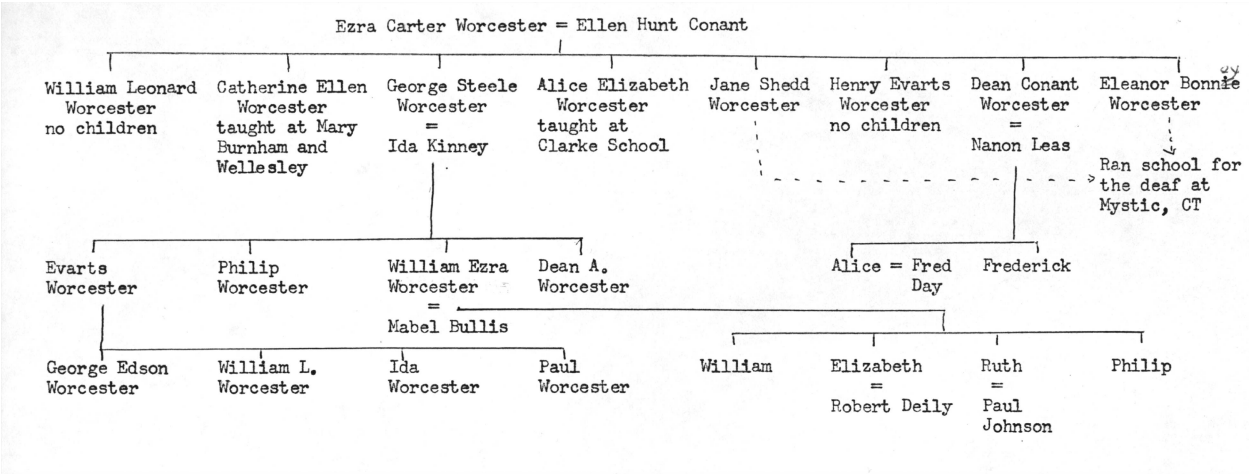 Ezra Carter Worcester = Ellen Hunt Conant
William Leonard
Worcester
no children
Catherine Ellen
Worcester
taught at Mary
Burnham and
Wellesley
George Steele
Worcester
=
Ida Kinney
Alice Elizabeth
Worcester
taught at
Clarke School
Jane Shedd
Worcester
Henry Evarts
Worcester
no children
Dean Conant
Worcester
=
Nanon Leas
Eleanor Bonnie
Worcester
Ran school for
the deaf at
Mystic, CT
Evarts
Worcester
Philip
Worcester
William Ezra
Worcester
=
Mabel Bullis
Dean A.
Worcester
Alice = Fred
Day
Frederick
George Edson
Worcester
William L.
Worcester
Ida
Worcester
Paul
Worcester
William
Elizabeth
=
Robert Deily
Ruth
=
Paul
Johnson
Philip